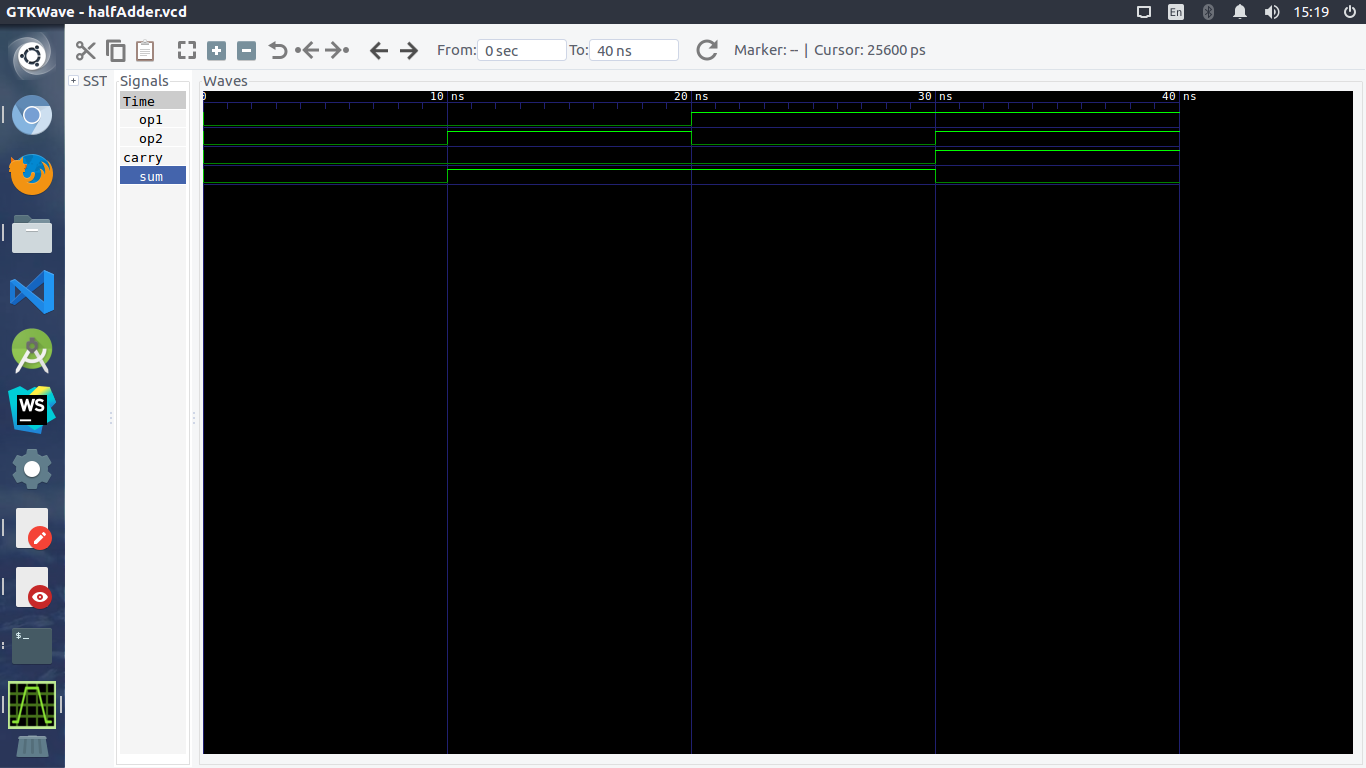 GTKWave - halfAdder.vcd
En
15:19
From: 0 sec To: 40 ns Marker: -- | Cursor: 25600 ps
SST
Signals
Waves
Time
op1
op2
carry
sum
0 10 ns 20 ns 30 ns 40 ns
WS
$_